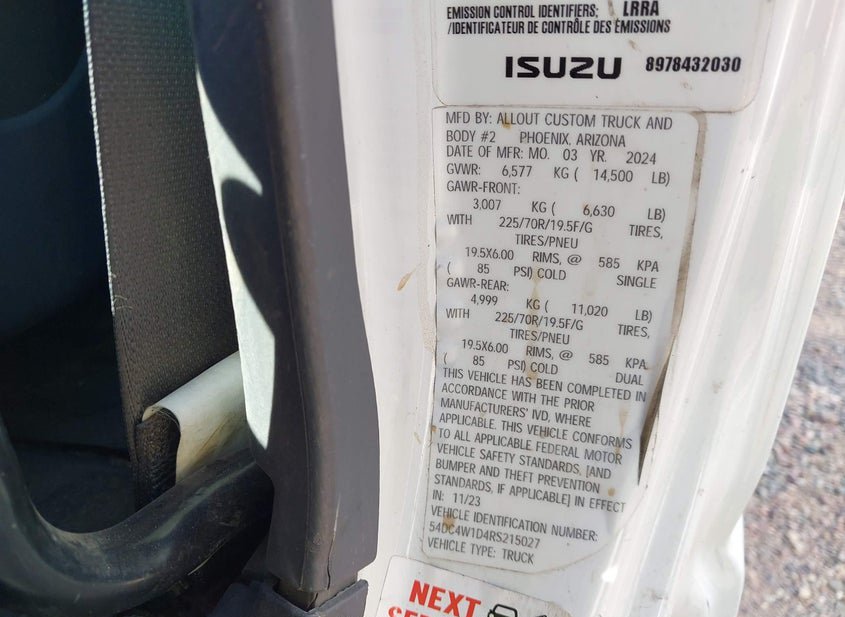 EMISSION CONTROL IDENTIFIERS; LRRA
/IDENTIFICATEUR DE CONTRÔLE DES ÉMISSIONS
ISUZU 8978432030
MFD BY: ALLOUT CUSTOM TRUCK AND
BODY #2 PHOENIX, ARIZONA
DATE OF MFR: MO. 03 YR. 2024
GVWR: 6,577 KG ( 14,500 LB)
GAWR-FRONT:
3,007 KG ( 6,630 LB)
WITH 225/70R/19.5F/G TIRES,
TIRES/PNEU
19.5X6.00 RIMS, @ 585 KPA
( 85 PSI) COLD SINGLE
GAWR-REAR:
4,999 KG ( 11,020 LB)
WITH 225/70R/19.5F/G TIRES,
TIRES/PNEU
19.5X6.00 RIMS, @ 585 KPA
( 85 PSI) COLD DUAL
THIS VEHICLE HAS BEEN COMPLETED IN
ACCORDANCE WITH THE PRIOR
MANUFACTURERS' IVD, WHERE
APPLICABLE. THIS VEHICLE CONFORMS
TO ALL APPLICABLE FEDERAL MOTOR
VEHICLE SAFETY STANDARDS, [AND
BUMPER AND THEFT PREVENTION
STANDARDS, IF APPLICABLE] IN EFFECT
IN: 11/23
VEHICLE IDENTIFICATION NUMBER:
54DC4W1D4RS215027
VEHICLE TYPE: TRUCK
NEXT